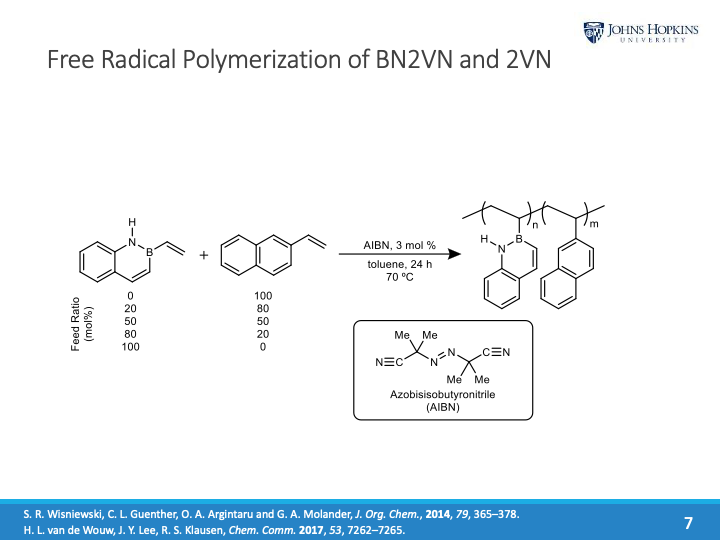 JOHNS HOPKINS
UNIVERSITY
Free Radical Polymerization of BN2VN and 2VN
H
N
B
+
AIBN, 3 mol %
toluene, 24 h
70 ºC
n
m
H
N
B
Feed Ratio
(mol%)
0 100
20 80
50 50
80 20
100 0
Me Me
N≡C
N=N
C≡N
Me Me
Azobisisobutyronitrile
(AIBN)
S. R. Wisniewski, C. L. Guenther, O. A. Argintaru and G. A. Molander, J. Org. Chem., 2014, 79, 365–378.
H. L. van de Wouw, J. Y. Lee, R. S. Klausen, Chem. Comm. 2017, 53, 7262–7265.
7